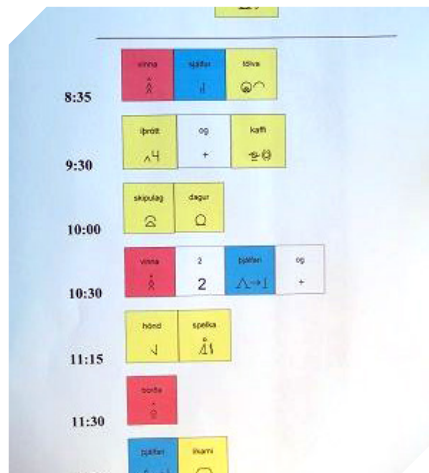 8:35 vinna sjálfur tölva
9:30 íþrótt og kaffi
+
10:00 skipulag dagur
10:30 vinna 2 þjálfari og
2 +
11:15 hönd spelka
11:30 borða
þjálfari líkami